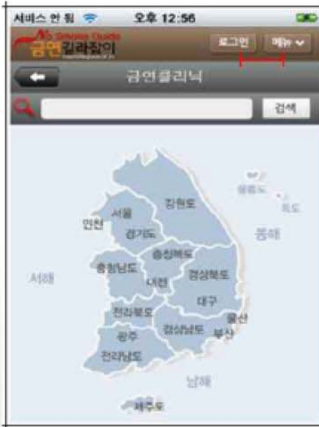 서비스 안 됨 오후 12:56
No Smoke Guide
금연길라잡이 로그인 메뉴
금연클리닉
검색
강원도
울릉도
서울
독도
인천
경기도
동해
충청북도
충청남도 경상북도
서해 대전
대구
전라북도 울산
경상남도 부산
광주
전라남도
남해
제주도